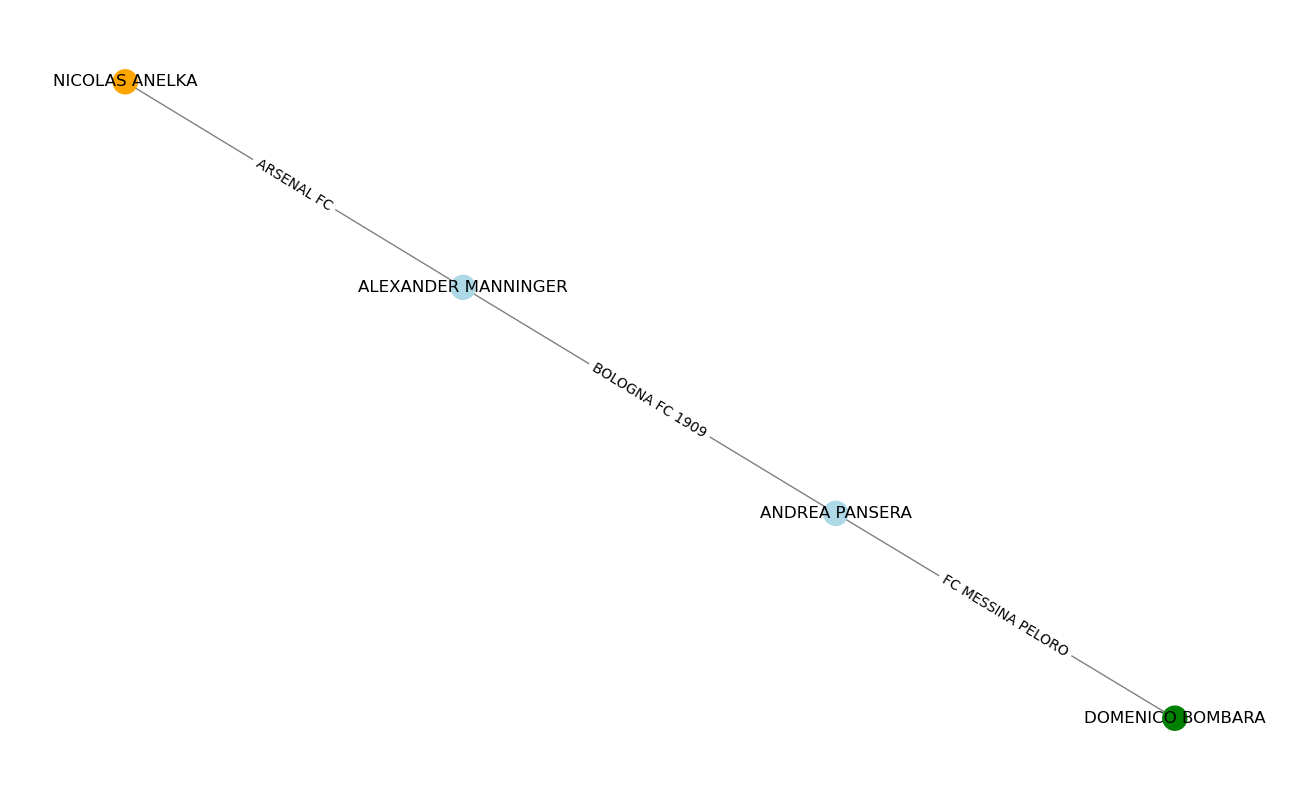 NICOLAS ANELKA
ARSENAL FC
ALEXANDER MANNINGER
BOLOGNA FC 1909
ANDREA PANSERA
FC MESSINA PELORO
DOMENICO BOMBARA